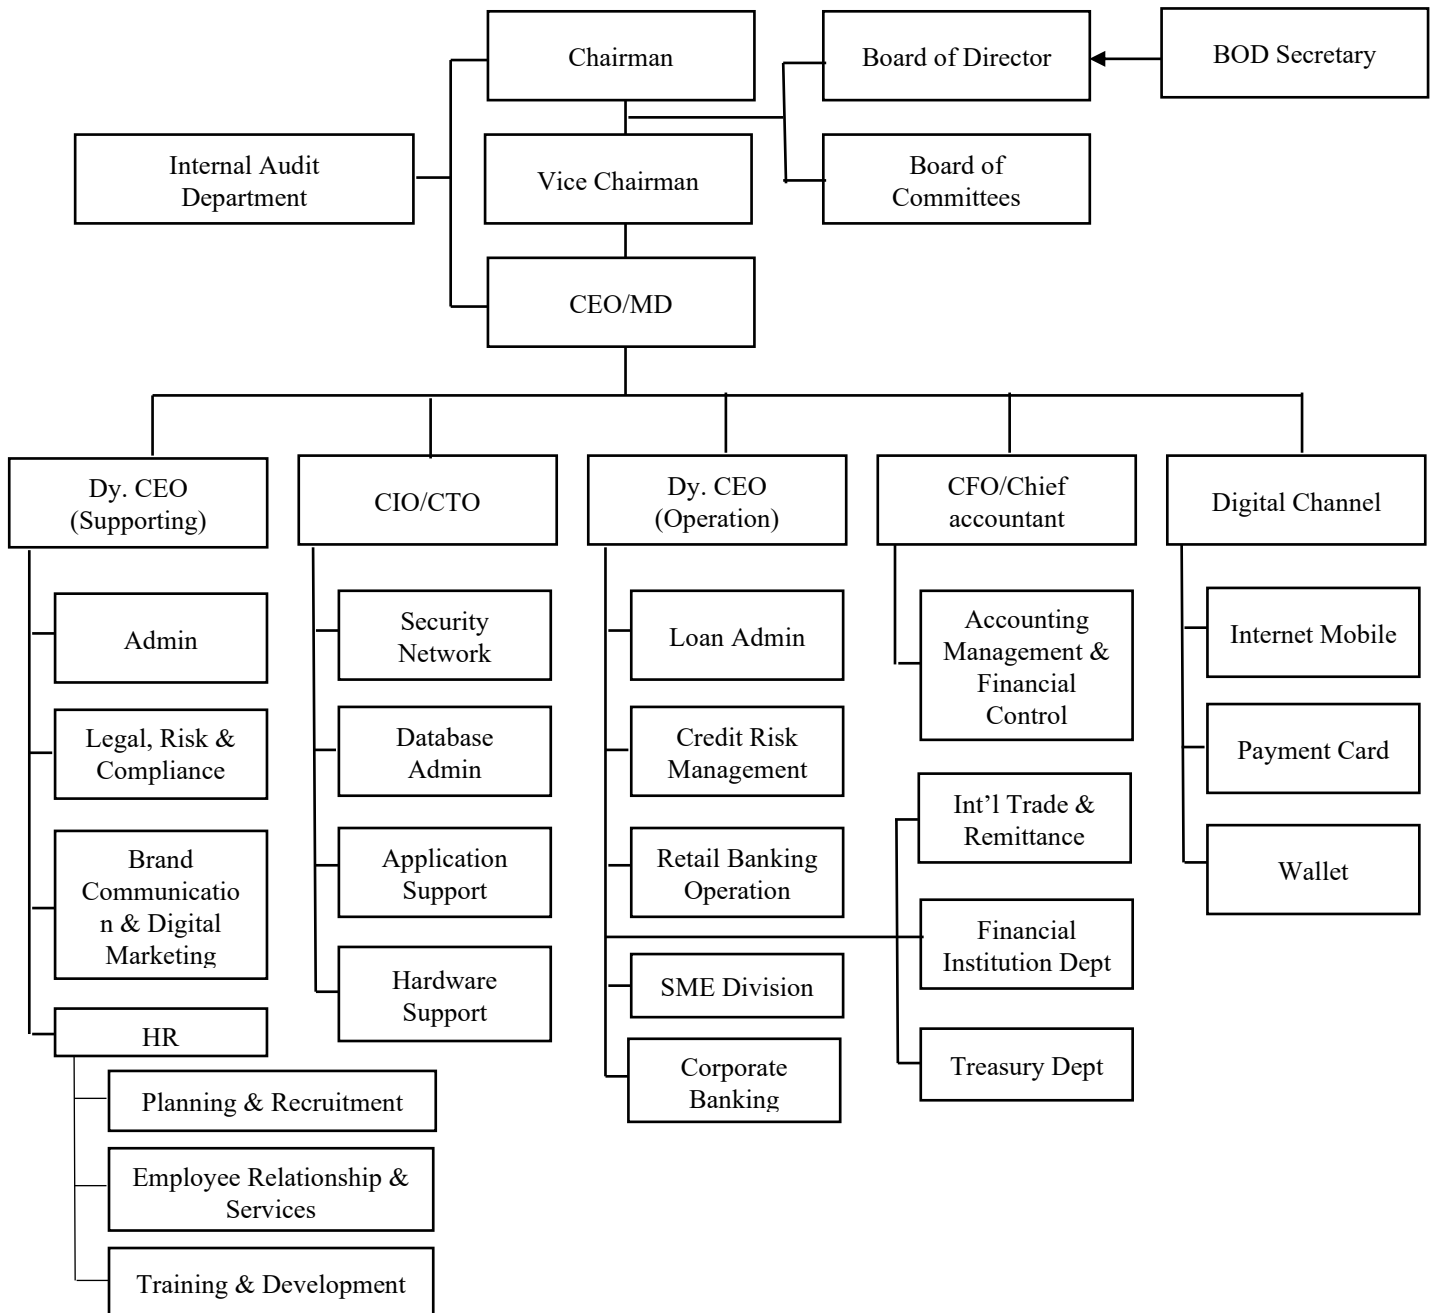 Chairman
Board of Director
BOD Secretary
Internal Audit
Department
Vice Chairman
Board of
Committees
CEO/MD
Dy. CEO
(Supporting)
CIO/CTO
Dy. CEO
(Operation)
CFO/Chief
accountant
Digital Channel
Admin
Legal, Risk &
Compliance
Brand
Communicatio
n & Digital
Marketing
HR
Planning & Recruitment
Employee Relationship &
Services
Training & Development
Security
Network
Database
Admin
Application
Support
Hardware
Support
Loan Admin
Credit Risk
Management
Retail Banking
Operation
SME Division
Corporate
Banking
Accounting
Management &
Financial
Control
Int’l Trade &
Remittance
Financial
Institution Dept
Treasury Dept
Internet Mobile
Payment Card
Wallet